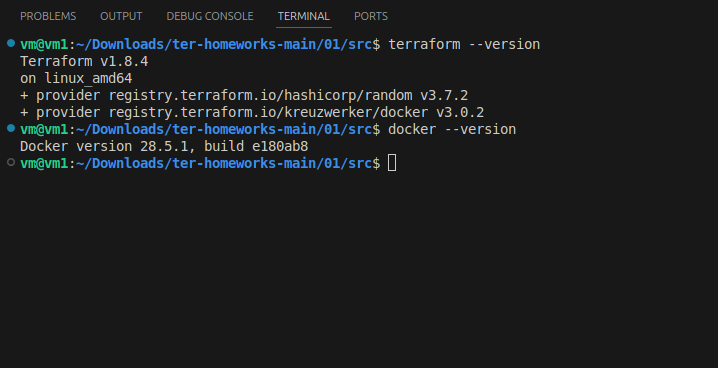 PROBLEMS OUTPUT DEBUG CONSOLE TERMINAL PORTS
vm@vm1:~/Downloads/ter-homeworks-main/01/src$ terraform --version
Terraform v1.8.4
on linux_amd64
+ provider registry.terraform.io/hashicorp/random v3.7.2
+ provider registry.terraform.io/kreuzwerker/docker v3.0.2
vm@vm1:~/Downloads/ter-homeworks-main/01/src$ docker --version
Docker version 28.5.1, build e180ab8
vm@vm1:~/Downloads/ter-homeworks-main/01/src$